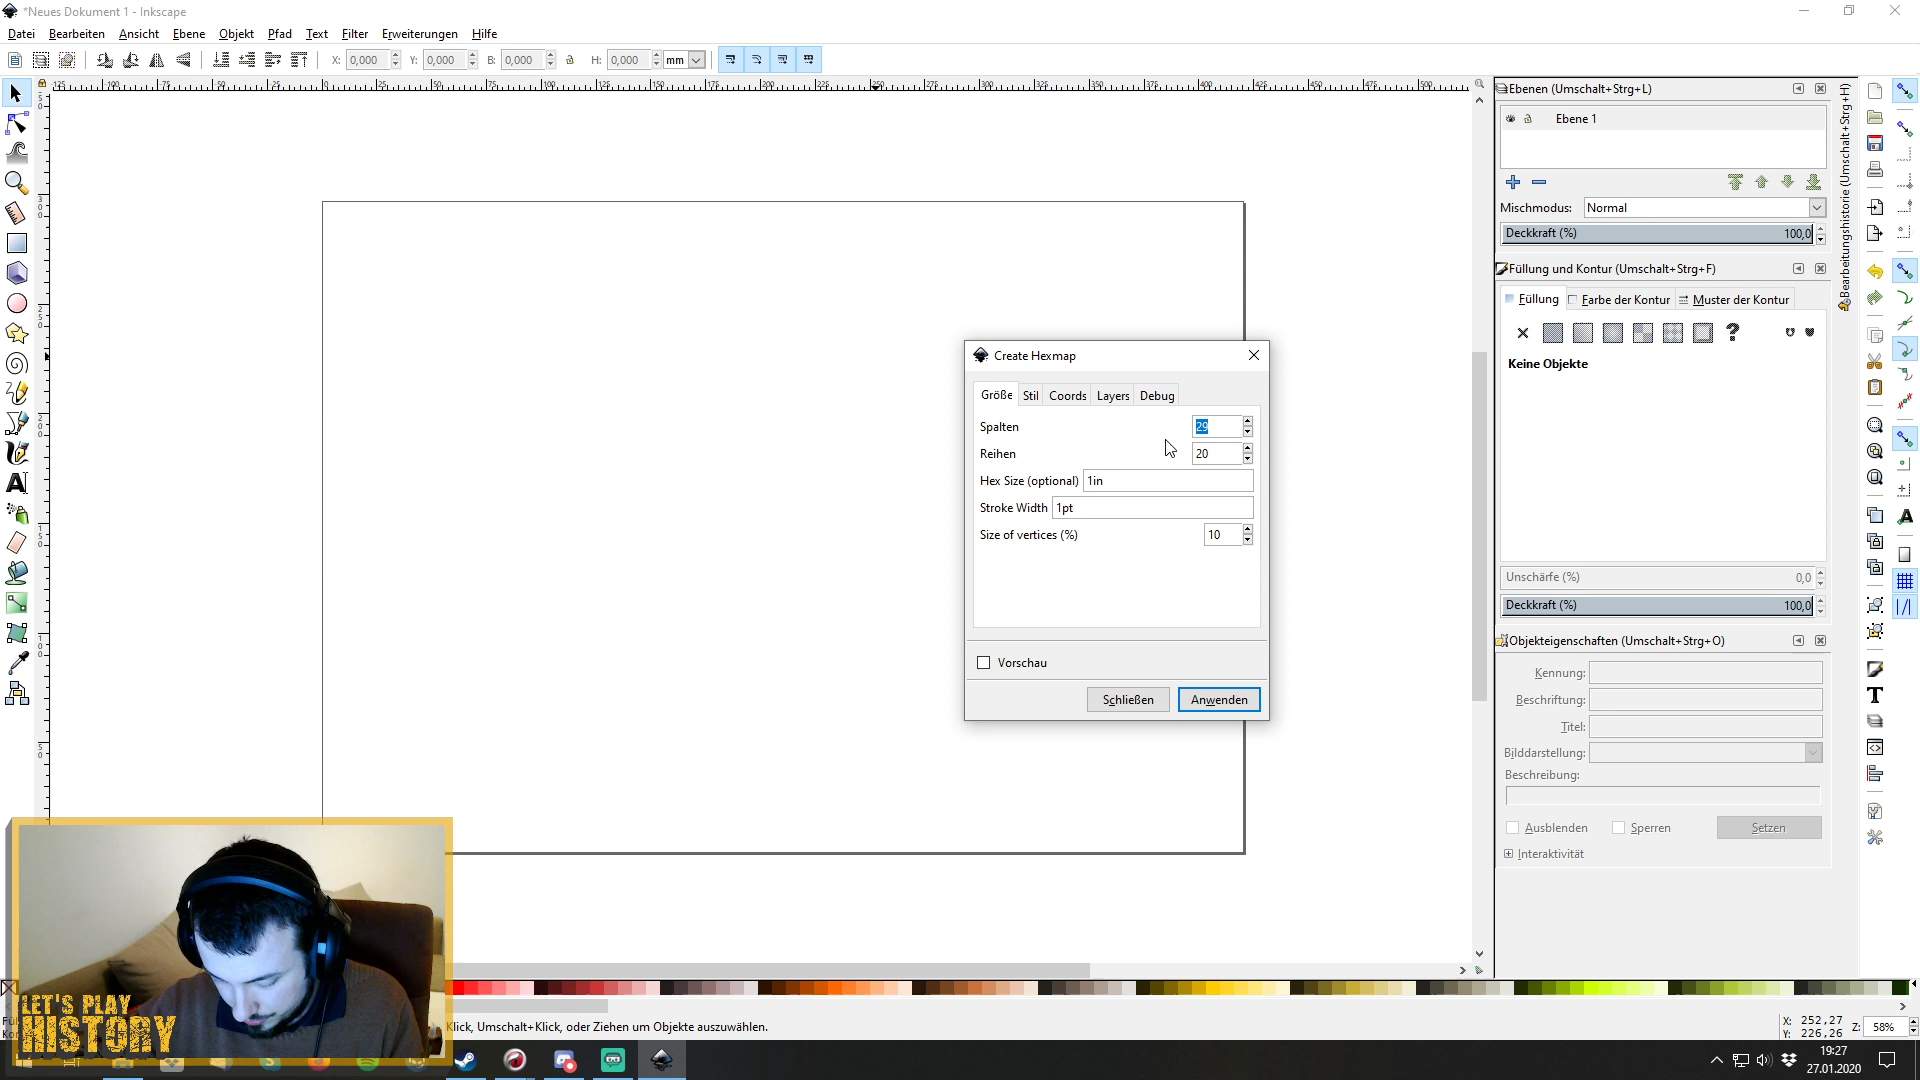 *Neues Dokument 1 - Inkscape
Datei Bearbeiten Ansicht Ebene Objekt Pfad Text Filter Erweiterungen Hilfe
X: 0,000 Y: 0,000 B: 0,000 H: 0,000 mm
Ebenen (Umschalt+Strg+L)
Ebene 1
Mischmodus: Normal
Deckkraft (%) 100,0
Bearbeitungshistorie (Umschalt+Strg+H)
Füllung und Kontur (Umschalt+Strg+F)
Füllung Farbe der Kontur Muster der Kontur
Keine Objekte
Unschärfe (%) 0,0
Deckkraft (%) 100,0
Objekteigenschaften (Umschalt+Strg+O)
Kennung:
Beschriftung:
Titel:
Bilddarstellung:
Beschreibung:
Ausblenden Sperren Setzen
Interaktivität
Create Hexmap
Größe Stil Coords Layers Debug
Spalten 29
Reihen 20
Hex Size (optional) 1in
Stroke Width 1pt
Size of vertices (%) 10
Vorschau
Schließen Anwenden
LET'S PLAY
HISTORY
Klick, Umschalt+Klick, oder Ziehen um Objekte auszuwählen.
X: 252,27
Y: 226,26
Z: 58%
19:27
27.01.2020